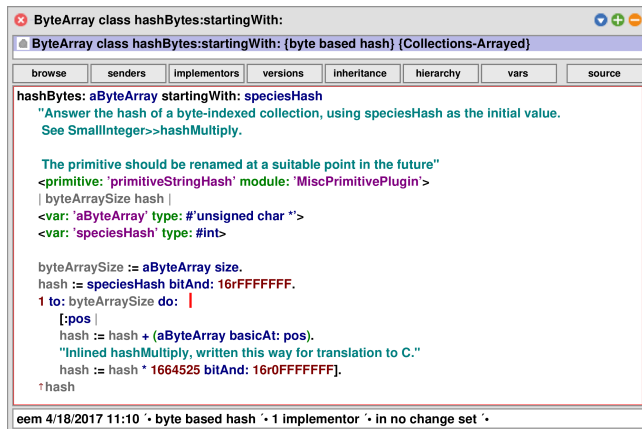 ByteArray class hashBytes:startingWith:
ByteArray class hashBytes:startingWith: {byte based hash} {Collections-Arrayed}
browse senders implementors versions inheritance hierarchy vars source
hashBytes: aByteArray startingWith: speciesHash
"Answer the hash of a byte-indexed collection, using speciesHash as the initial value.
See SmallInteger>>hashMultiply.
The primitive should be renamed at a suitable point in the future"
<primitive: 'primitiveStringHash' module: 'MiscPrimitivePlugin'>
| byteArraySize hash |
<var: 'aByteArray' type: #'unsigned char *'>
<var: 'speciesHash' type: #int>
byteArraySize := aByteArray size.
hash := speciesHash bitAnd: 16rFFFFFFF.
1 to: byteArraySize do:
[:pos |
hash := hash + (aByteArray basicAt: pos).
"Inlined hashMultiply, written this way for translation to C."
hash := hash * 1664525 bitAnd: 16r0FFFFFFF].
↑hash
eem 4/18/2017 11:10 ´• byte based hash ´• 1 implementor ´• in no change set ´•